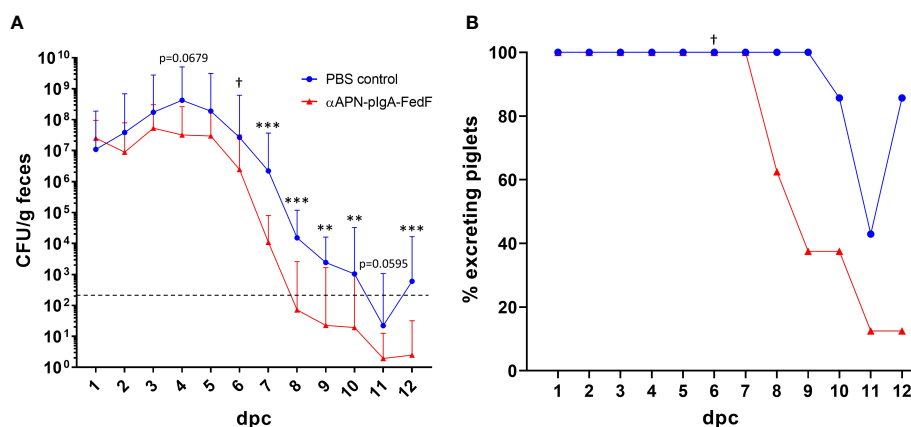 A
CFU/g feces
10^10
10^9
10^8
10^7
10^6
10^5
10^4
10^3
10^2
10^1
10^0
p=0.0679
†
***
***
**
**
p=0.0595
***
PBS control
αAPN-pIgA-FedF
1 2 3 4 5 6 7 8 9 10 11 12
dpc
B
% excreting piglets
100
80
60
40
20
0
†
1 2 3 4 5 6 7 8 9 10 11 12
dpc